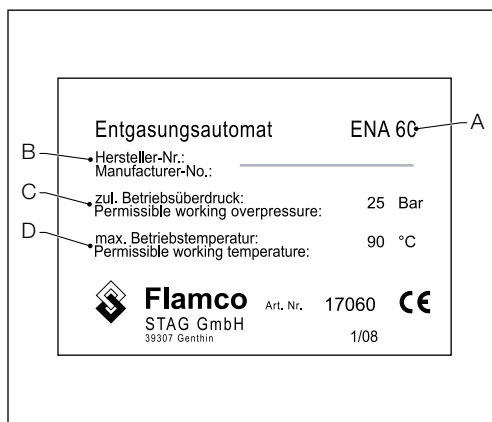 Entgasungsautomat ENA 60 A
B Hersteller-Nr.:
Manufacturer-No.:
C zul. Betriebsüberdruck:
Permissible working overpressure: 25 Bar
D max. Betriebstemperatur:
Permissible working temperature: 90 °C
Flamco Art. Nr. 17060 CE
STAG GmbH
39307 Genthin 1/08